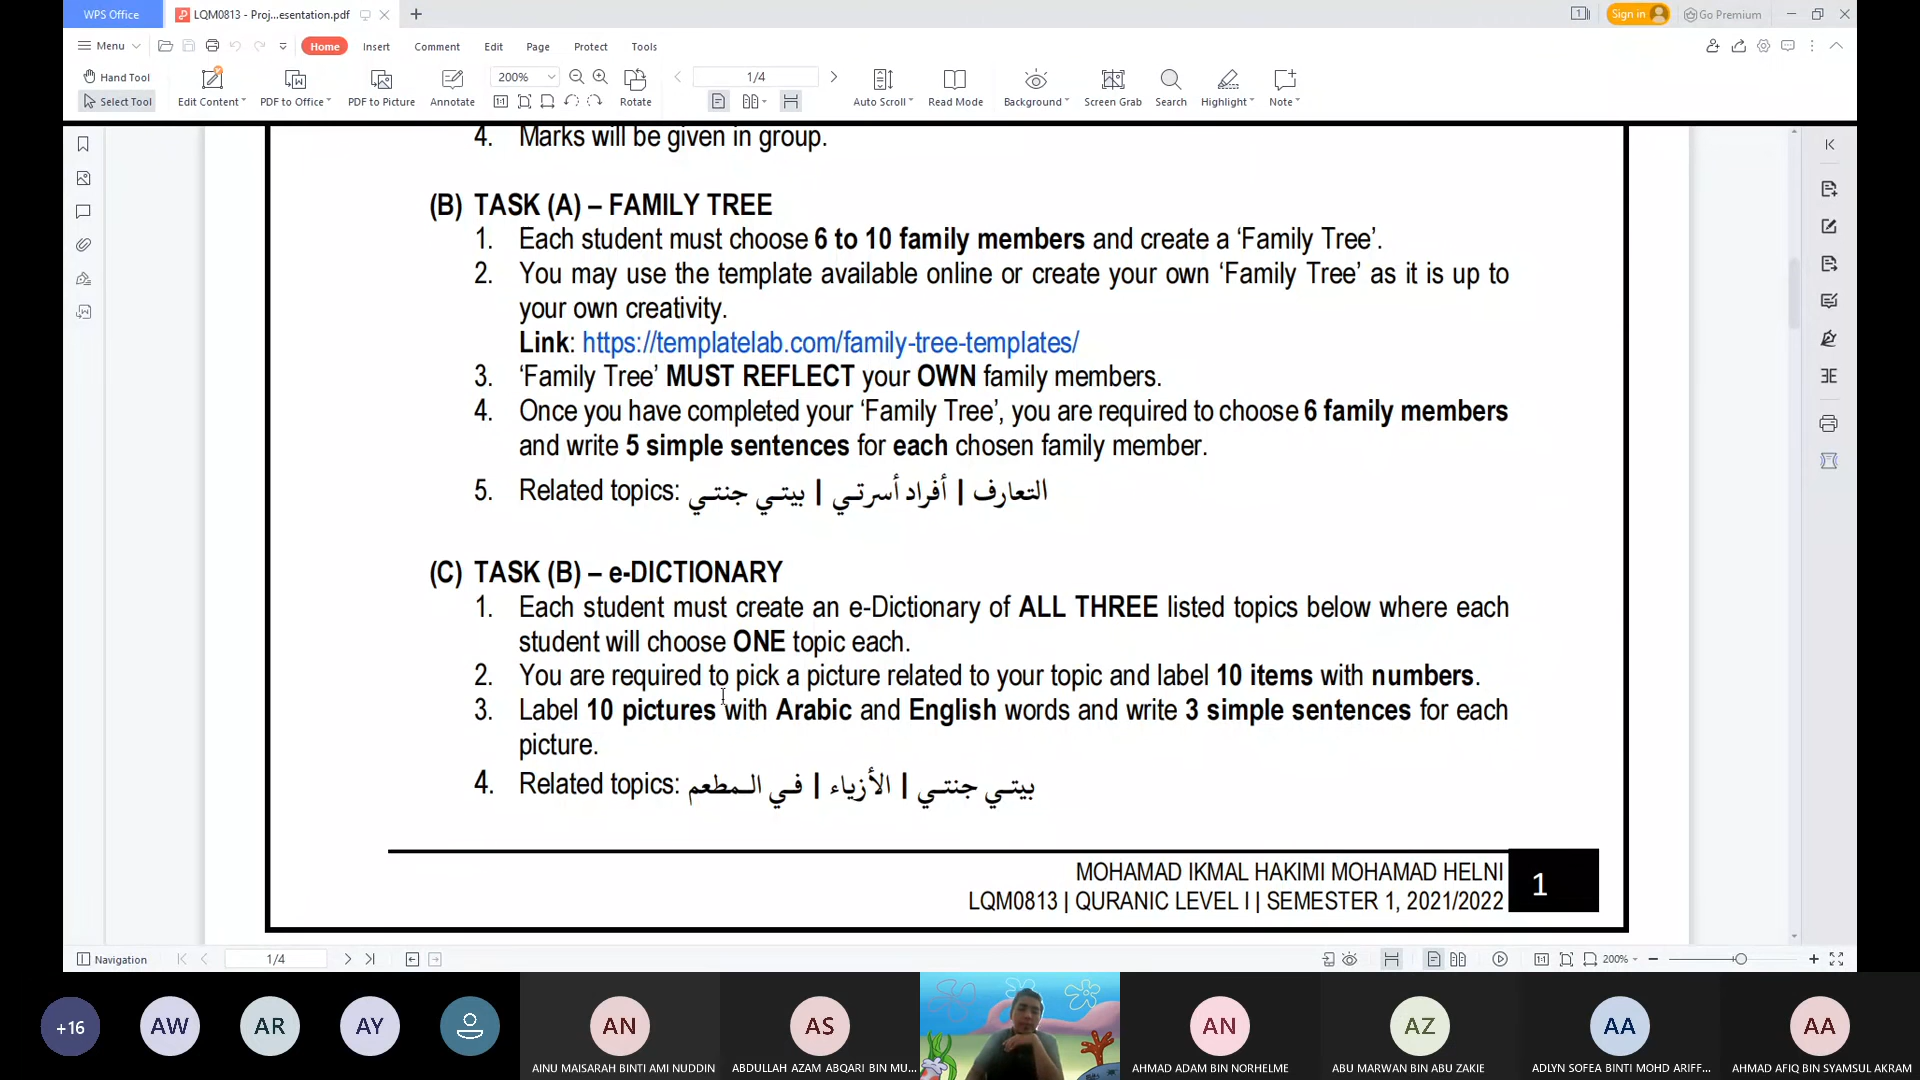 WPS Office
LQM0813 - Proj...esentation.pdf
1
Sign in
Go Premium
Menu
Home
Insert
Comment
Edit
Page
Protect
Tools
Hand Tool
Select Tool
Edit Content
PDF to Office
PDF to Picture
Annotate
200%
Rotate
1/4
Auto Scroll
Read Mode
Background
Screen Grab
Search
Highlight
Note
4. Marks will be given in group.
(B) TASK (A) – FAMILY TREE
1. Each student must choose 6 to 10 family members and create a ‘Family Tree’.
2. You may use the template available online or create your own ‘Family Tree’ as it is up to
your own creativity.
Link: https://templatelab.com/family-tree-templates/
3. ‘Family Tree’ MUST REFLECT your OWN family members.
4. Once you have completed your ‘Family Tree’, you are required to choose 6 family members
and write 5 simple sentences for each chosen family member.
5. Related topics: التعارف | أفراد أسرتـي | بيتـي جنتـي
(C) TASK (B) – e-DICTIONARY
1. Each student must create an e-Dictionary of ALL THREE listed topics below where each
student will choose ONE topic each.
2. You are required to pick a picture related to your topic and label 10 items with numbers.
3. Label 10 pictures with Arabic and English words and write 3 simple sentences for each
picture.
4. Related topics: بيتـي جنتـي | الأزياء | فـي الـمطعم
MOHAMAD IKMAL HAKIMI MOHAMAD HELNI
LQM0813 | QURANIC LEVEL I | SEMESTER 1, 2021/2022
1
Navigation
1/4
200%
+16
AW
AR
AY
AN
AINU MAISARAH BINTI AMI NUDDIN
AS
ABDULLAH AZAM ABQARI BIN MU...
AN
AHMAD ADAM BIN NORHELME
AZ
ABU MARWAN BIN ABU ZAKIE
AA
ADLYN SOFEA BINTI MOHD ARIFF...
AA
AHMAD AFIQ BIN SYAMSUL AKRAM